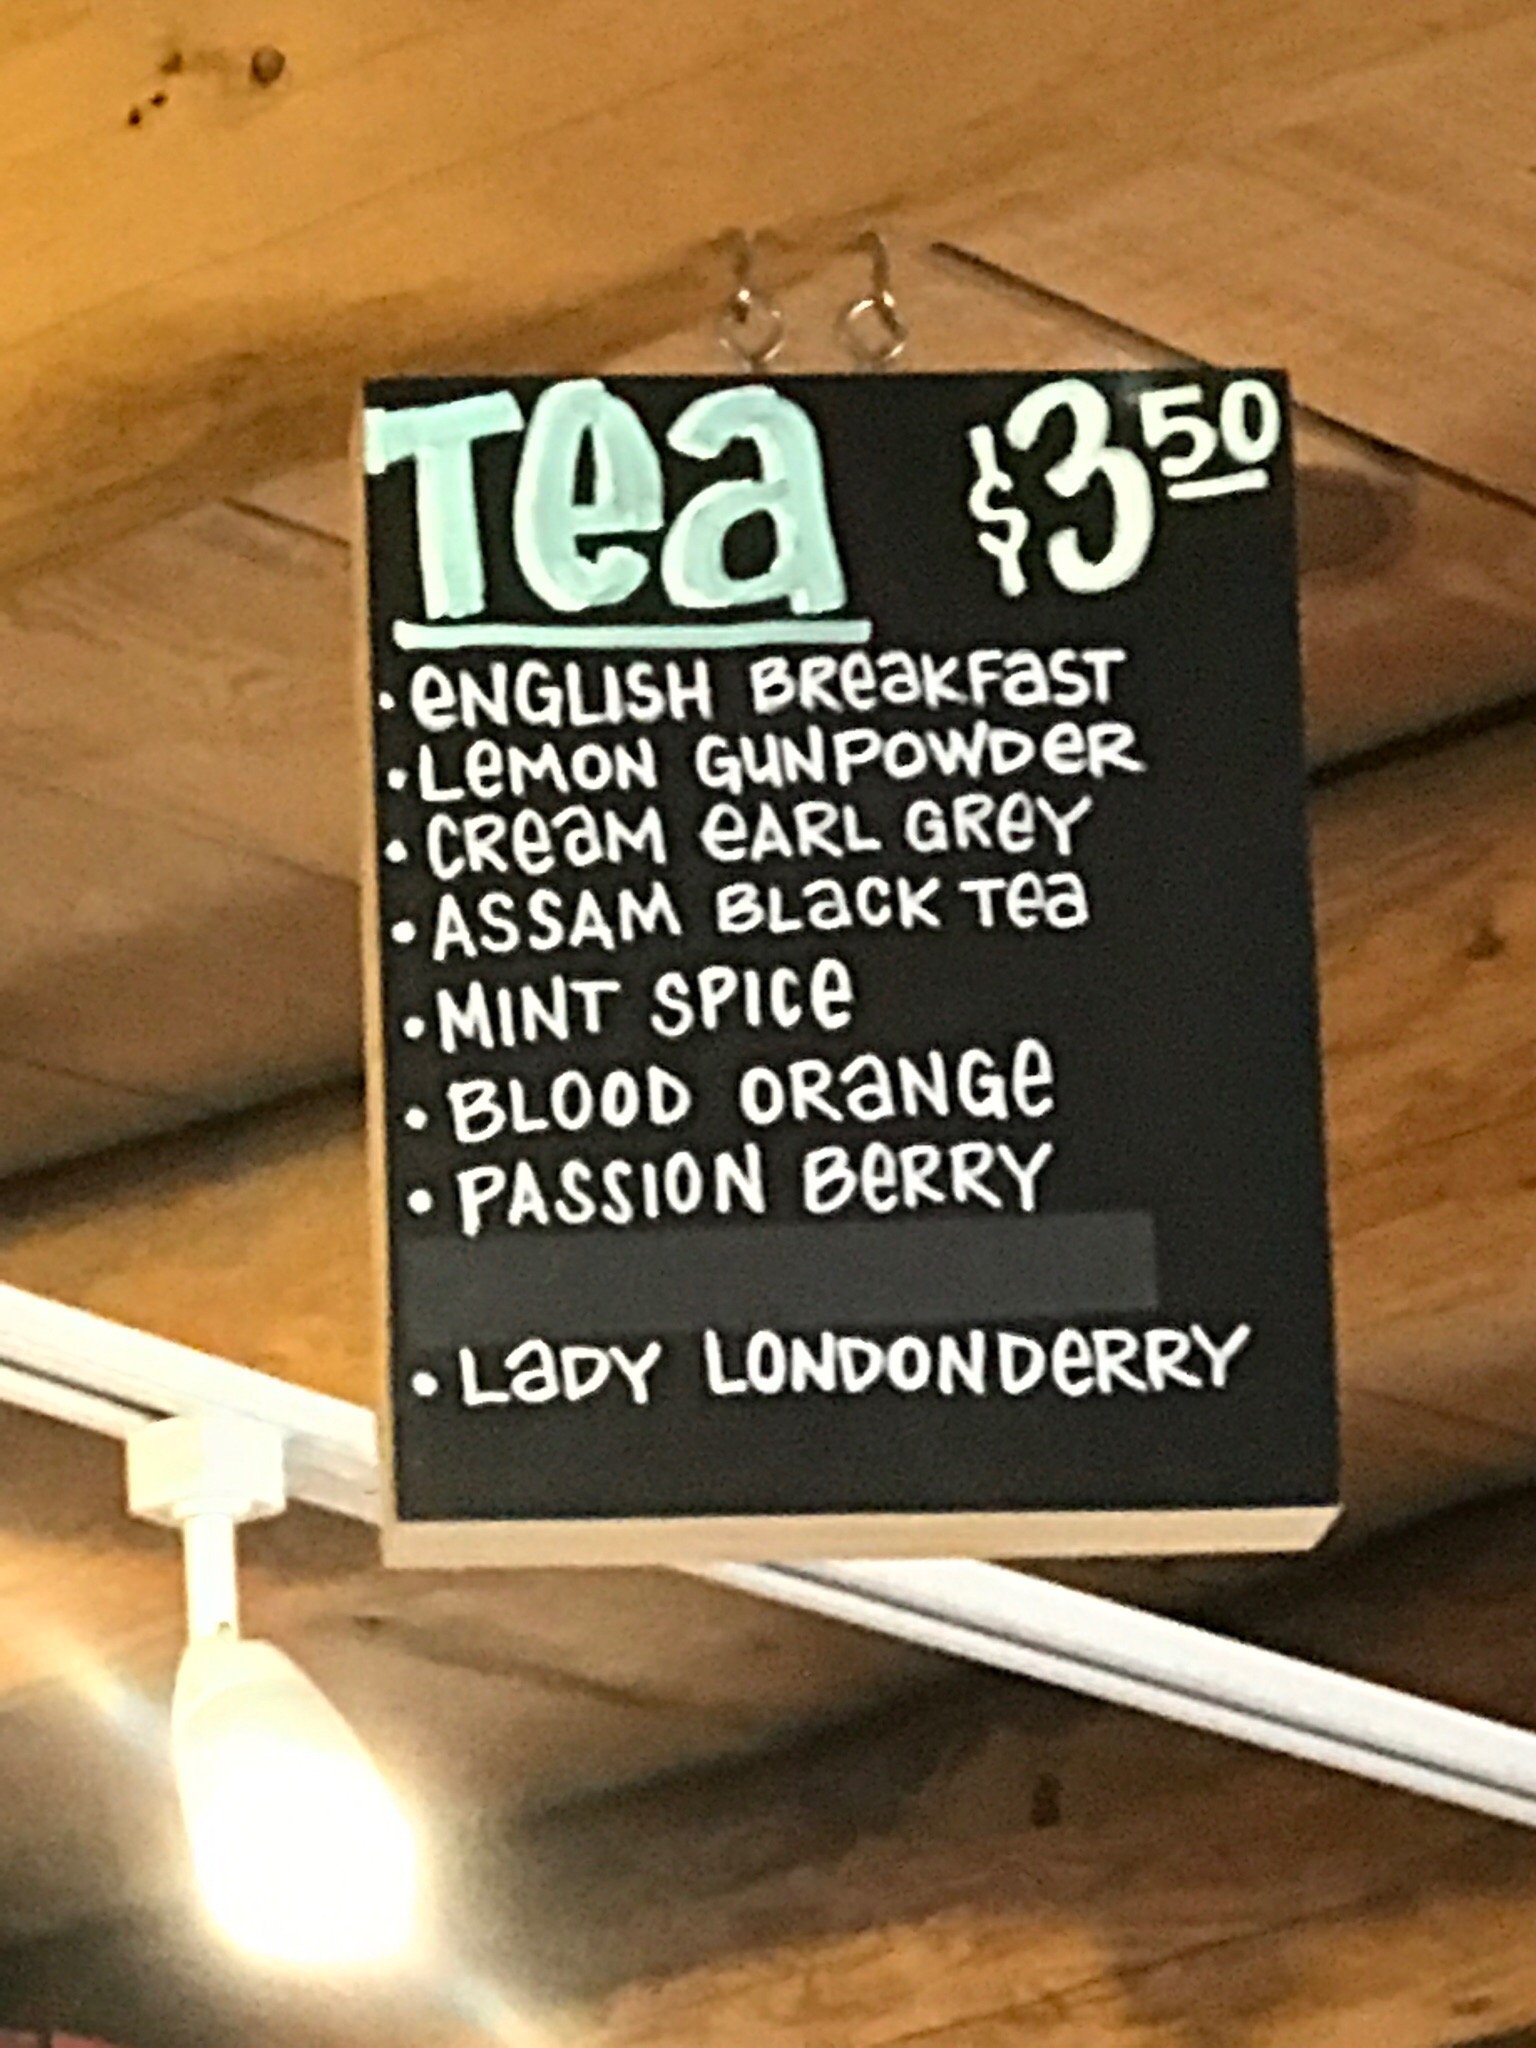 Tea $3.50
• ENGLISH BREAKFAST
• LEMON GUNPOWDER
• CREAM EARL GREY
• ASSAM BLACK TEA
• MINT SPICE
• BLOOD ORANGE
• PASSION BERRY
• LADY LONDONDERRY